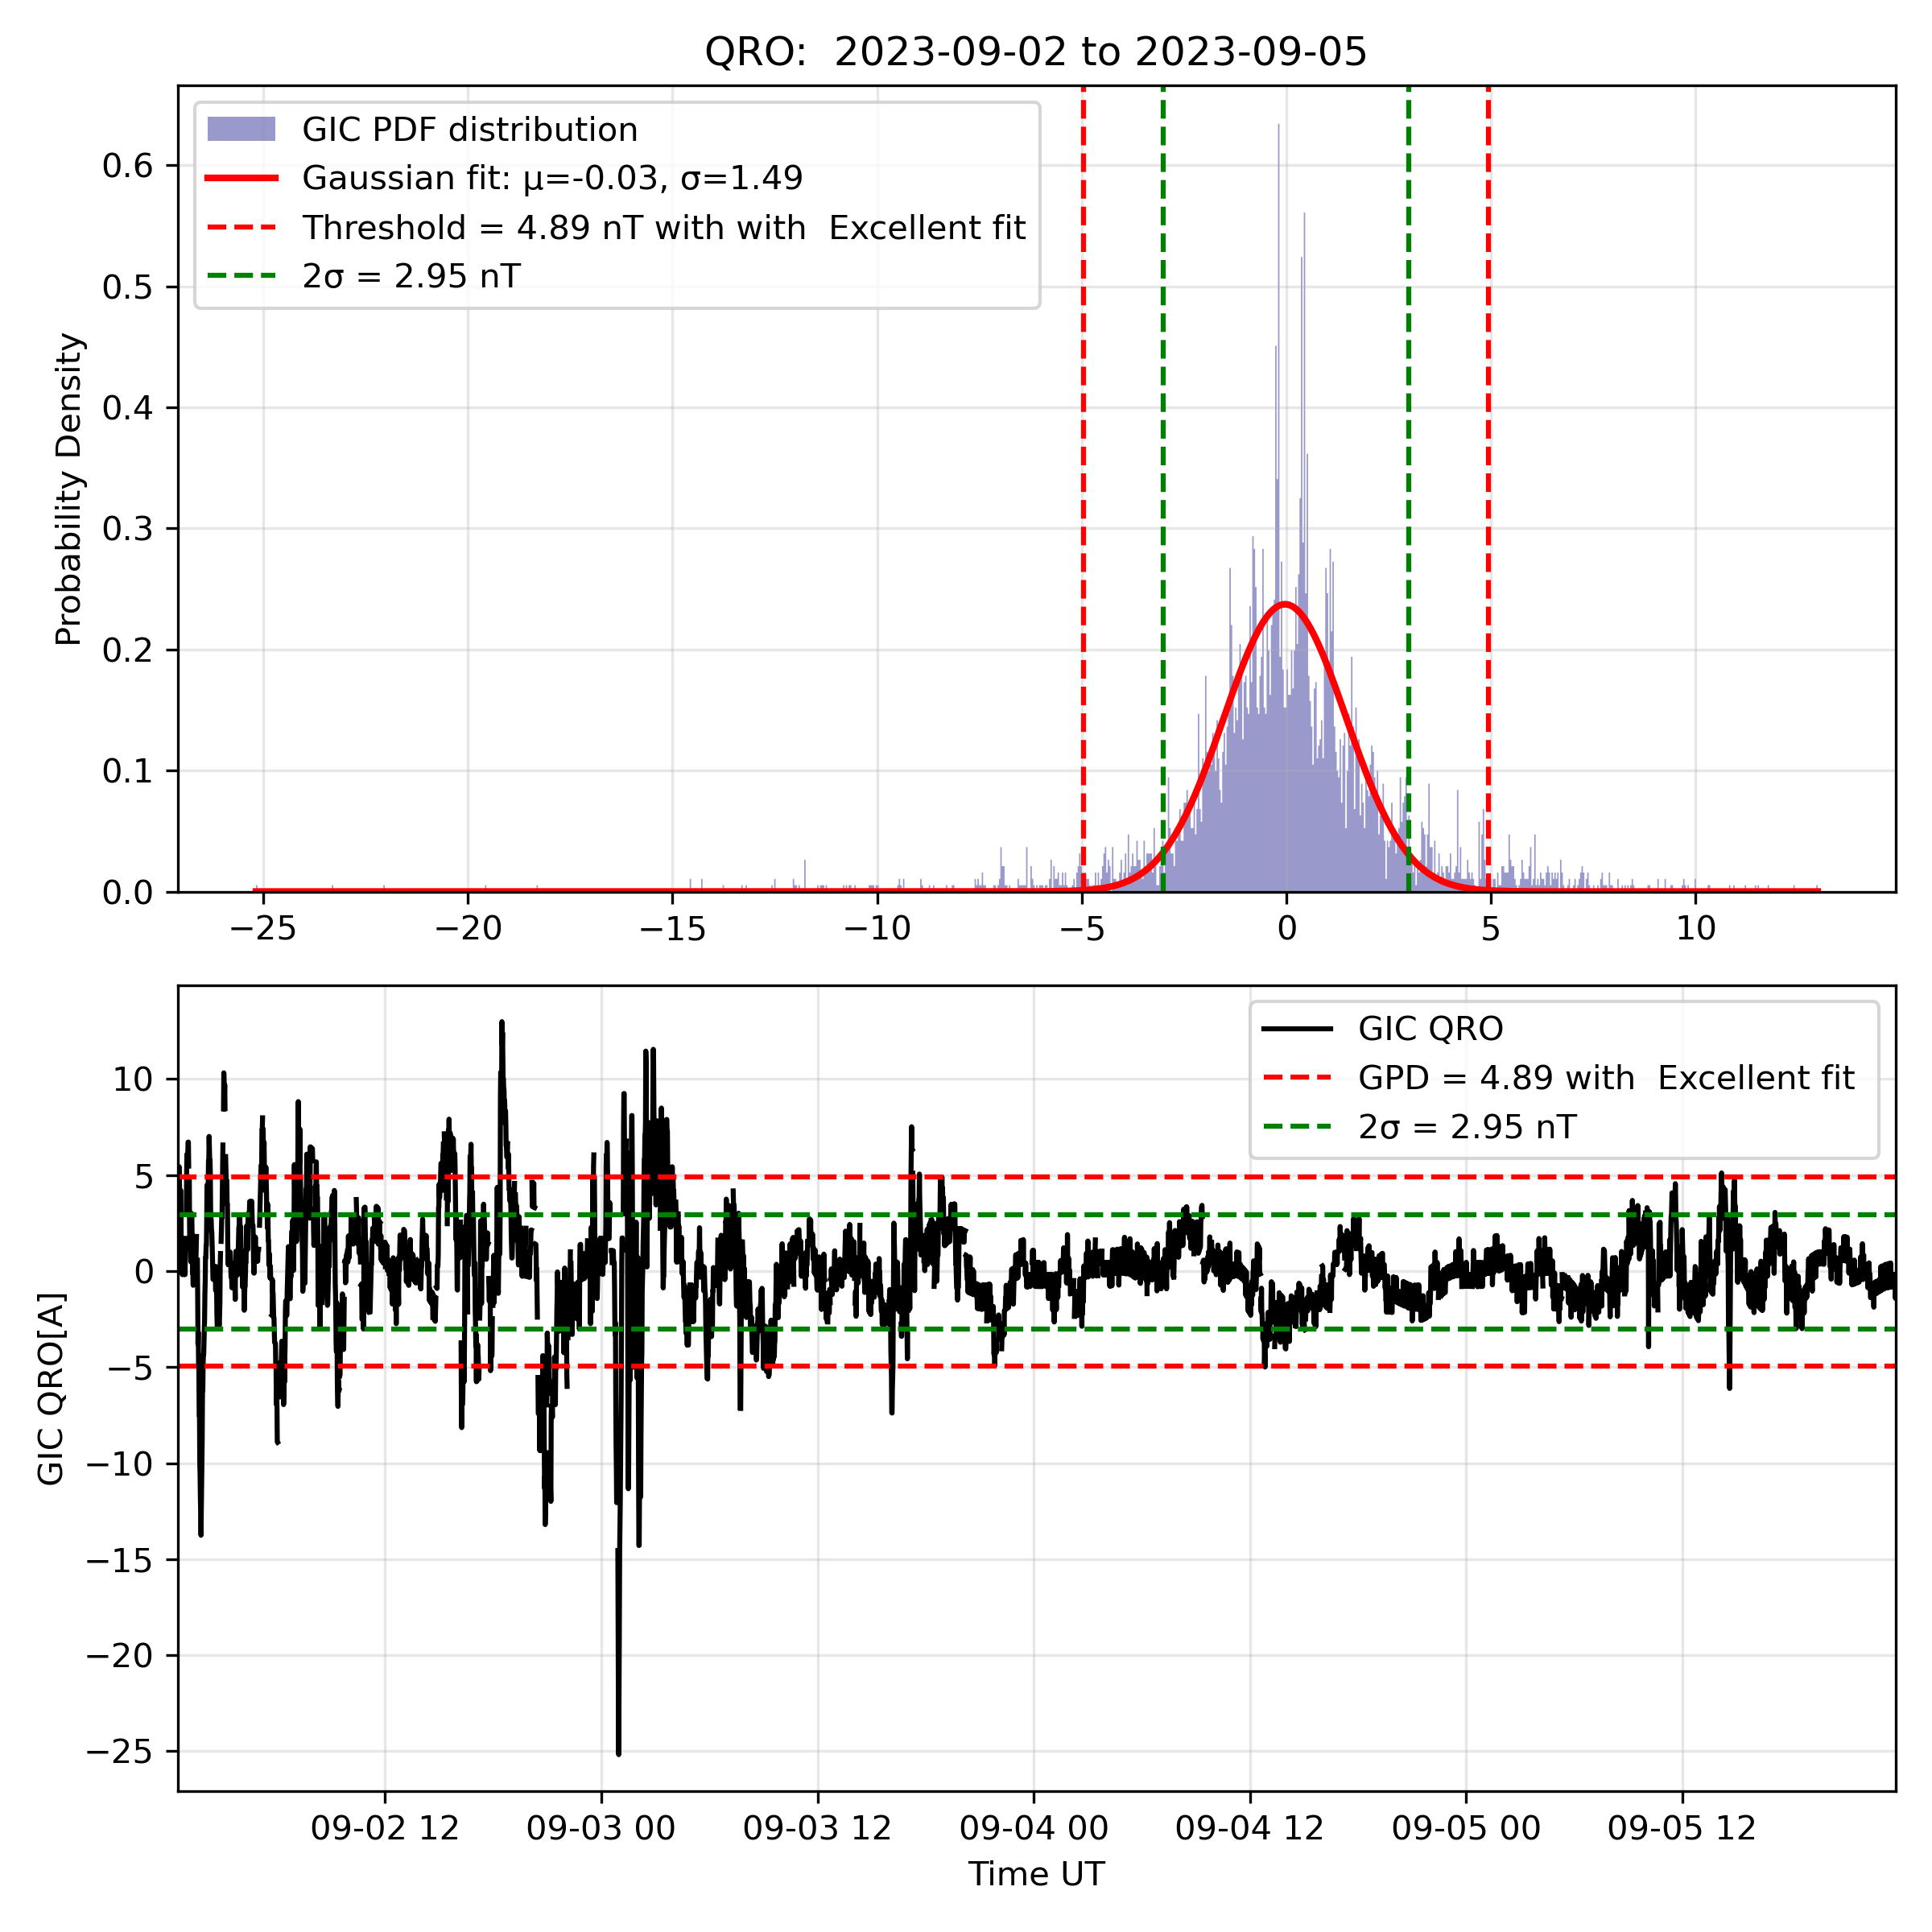 QRO:  2023-09-02 to 2023-09-05
GIC PDF distribution
Gaussian fit: μ=-0.03, σ=1.49
Threshold = 4.89 nT with with  Excellent fit
2σ = 2.95 nT
Probability Density
0.6
0.5
0.4
0.3
0.2
0.1
0.0
−25 −20 −15 −10 −5 0 5 10
GIC QRO
GPD = 4.89 with  Excellent fit
2σ = 2.95 nT
GIC QRO[A]
10
5
0
−5
−10
−15
−20
−25
09-02 12 09-03 00 09-03 12 09-04 00 09-04 12 09-05 00 09-05 12
Time UT